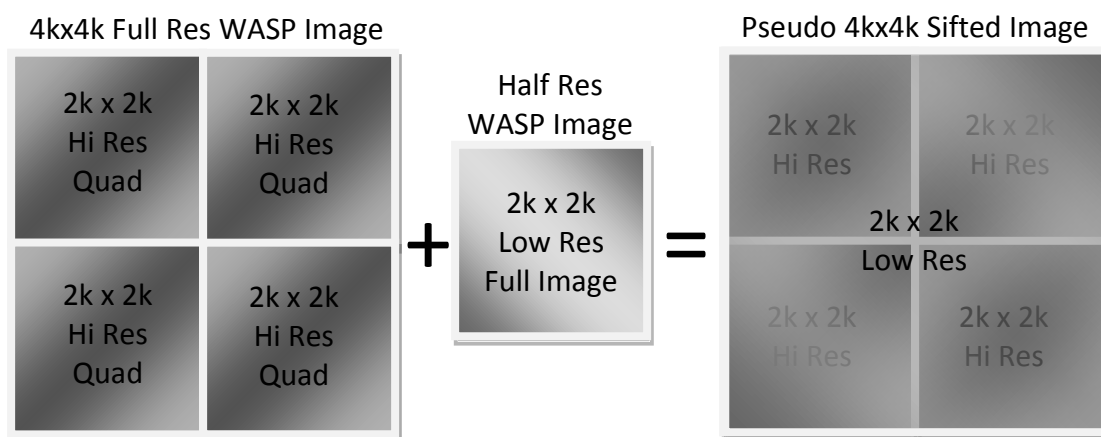 4kx4k Full Res WASP Image
2k x 2k
Hi Res
Quad
2k x 2k
Hi Res
Quad
2k x 2k
Hi Res
Quad
2k x 2k
Hi Res
Quad
+
Half Res
WASP Image
2k x 2k
Low Res
Full Image
=
Pseudo 4kx4k Sifted Image
2k x 2k
Hi Res
2k x 2k
Hi Res
2k x 2k
Low Res
2k x 2k
Hi Res
2k x 2k
Hi Res